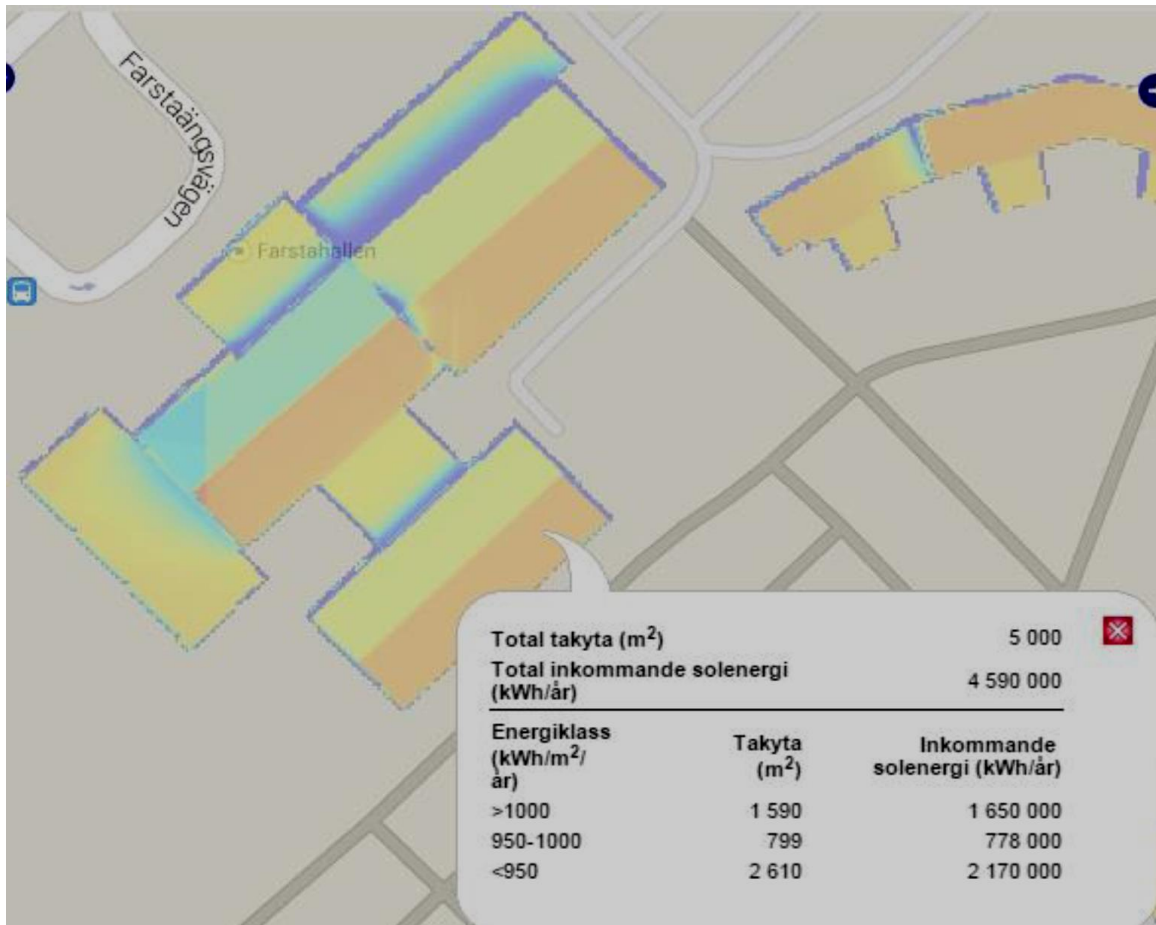 Farstaängsvägen
Farstahallen
Total takyta (m²) 5 000
Total inkommande solenergi
(kWh/år) 4 590 000
Energiklass
(kWh/m²/
år) Takyta
(m²) Inkommande
solenergi (kWh/år)
>1000 1 590 1 650 000
950-1000 799 778 000
<950 2 610 2 170 000